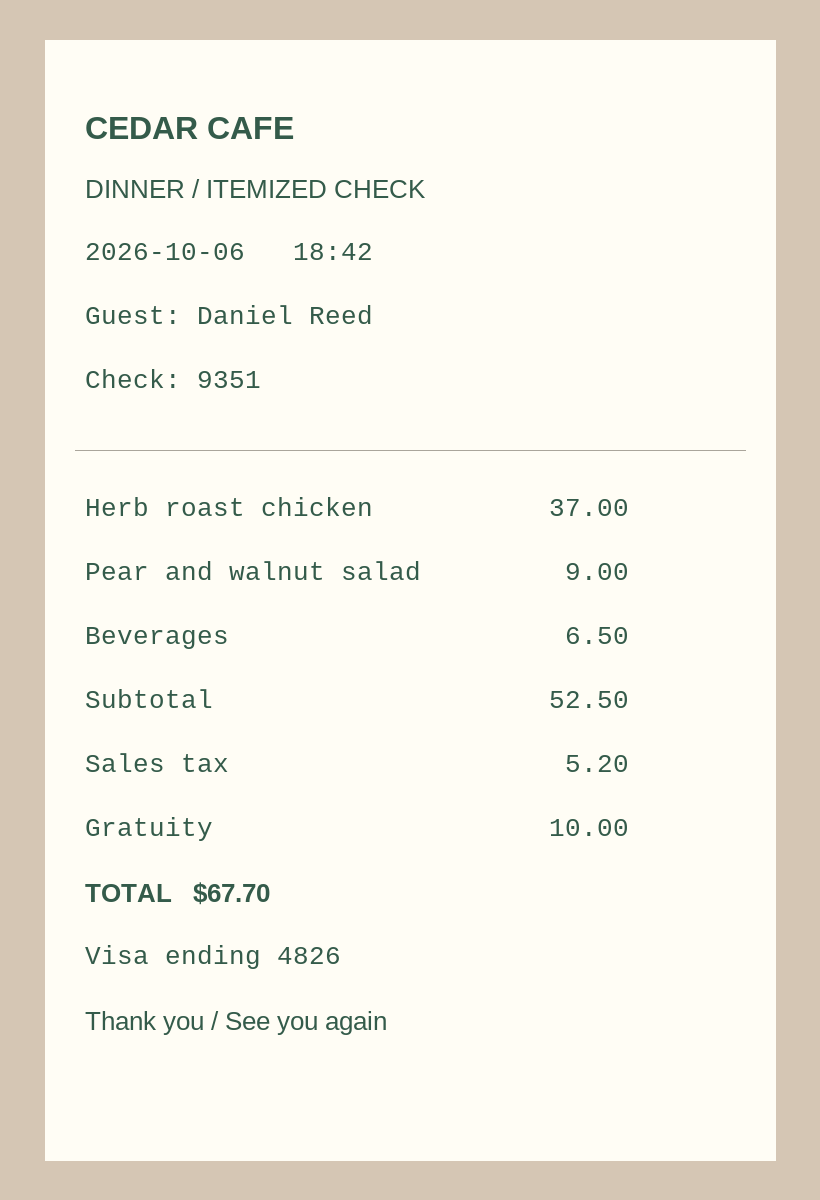 CEDAR CAFE
DINNER / ITEMIZED CHECK
2026-10-06   18:42
Guest: Daniel Reed
Check: 9351
Herb roast chicken 37.00
Pear and walnut salad 9.00
Beverages 6.50
Subtotal 52.50
Sales tax 5.20
Gratuity 10.00
TOTAL   $67.70
Visa ending 4826
Thank you / See you again